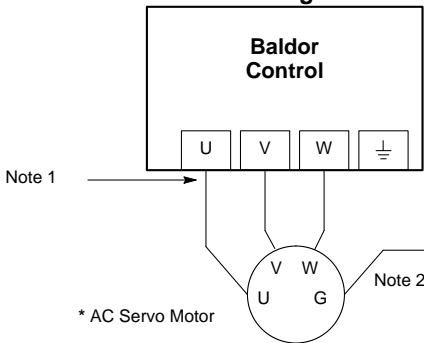 Baldor
Control
U V W
Note 1
V W
U G
Note 2
* AC Servo Motor